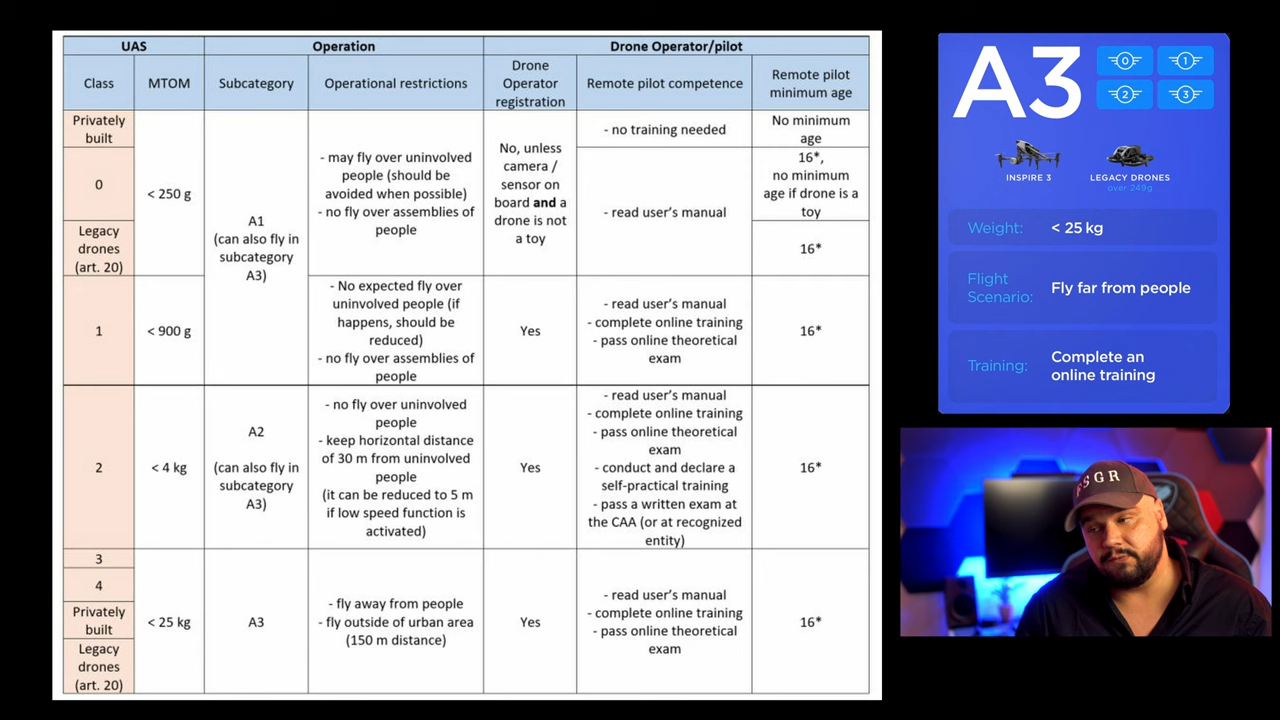 UAS
Operation
Drone Operator/pilot
Class
MTOM
Subcategory
Operational restrictions
Drone
Operator
registration
Remote pilot competence
Remote pilot
minimum age
Privately
built
< 250 g
A1
(can also fly in
subcategory
A3)
- may fly over uninvolved
people (should be
avoided when possible)
- no fly over assemblies of
people
No, unless
camera /
sensor on
board and a
drone is not
a toy
- no training needed
No minimum
age
0
- read user's manual
16*,
no minimum
age if drone is a
toy
Legacy
drones
(art. 20)
16*
1
< 900 g
- No expected fly over
uninvolved people (if
happens, should be
reduced)
- no fly over assemblies of
people
Yes
- read user's manual
- complete online training
- pass online theoretical
exam
16*
2
< 4 kg
A2
(can also fly in
subcategory
A3)
- no fly over uninvolved
people
- keep horizontal distance
of 30 m from uninvolved
people
(it can be reduced to 5 m
if low speed function is
activated)
Yes
- read user's manual
- complete online training
- pass online theoretical
exam
- conduct and declare a
self-practical training
- pass a written exam at
the CAA (or at recognized
entity)
16*
3
4
Privately
built
Legacy
drones
(art. 20)
< 25 kg
A3
- fly away from people
- fly outside of urban area
(150 m distance)
Yes
- read user's manual
- complete online training
- pass online theoretical
exam
16*
A3
0
1
2
3
INSPIRE 3
LEGACY DRONES
over 249g
Weight:
< 25 kg
Flight
Scenario:
Fly far from people
Training:
Complete an
online training
FSGR